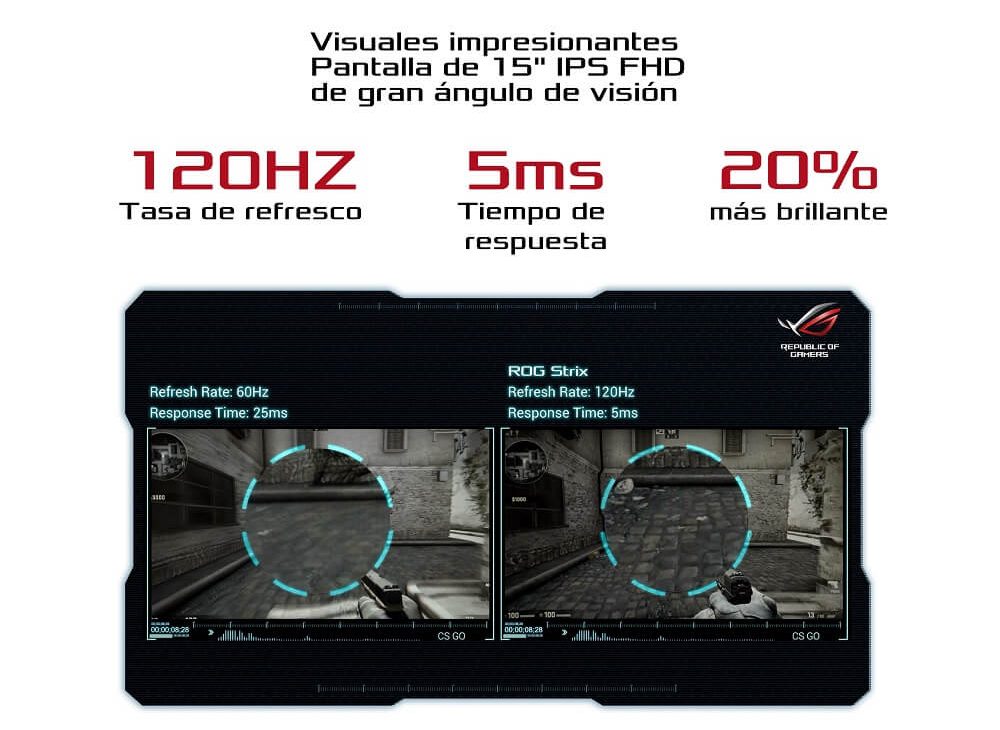 Visuales impresionantes
Pantalla de 15" IPS FHD
de gran ángulo de visión
120HZ
Tasa de refresco
5ms
Tiempo de
respuesta
20%
más brillante
REPUBLIC OF
GAMERS
Refresh Rate: 60Hz
Response Time: 25ms
ROG Strix
Refresh Rate: 120Hz
Response Time: 5ms
00:00:08:28
CS GO
00:00:08:28
CS GO
100
100
13